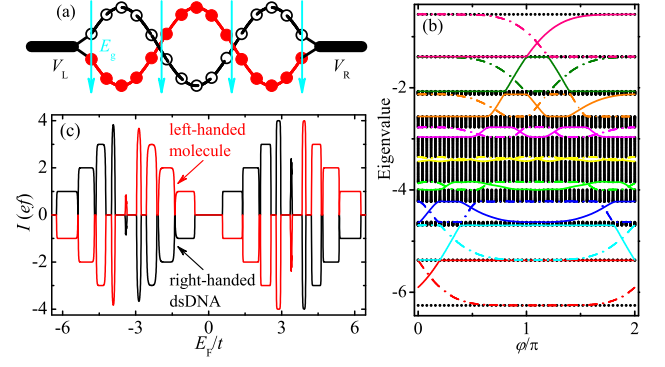 (a)
E_g
V_L
V_R
(c)
left-handed
molecule
right-handed
dsDNA
I (ef)
4
2
0
-2
-4
-6
-3
0
3
6
E_F/t
(b)
Eigenvalue
-2
-4
-6
0
1
2
φ/π